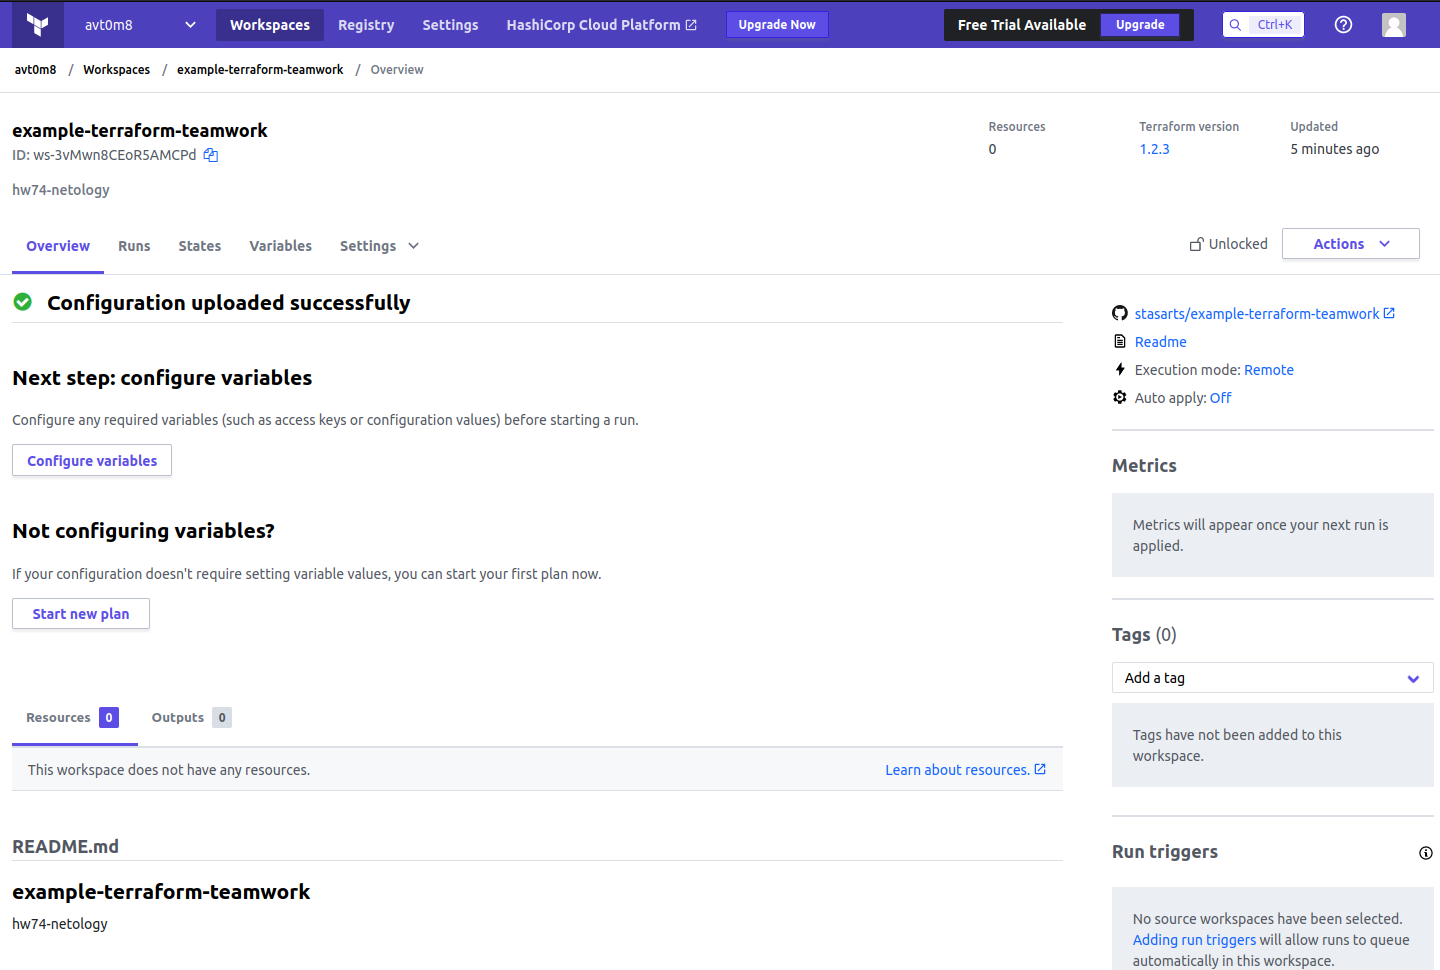 avt0m8
Workspaces
Registry
Settings
HashiCorp Cloud Platform
Upgrade Now
Free Trial Available
Upgrade
Ctrl+K
avt0m8 / Workspaces / example-terraform-teamwork / Overview
example-terraform-teamwork
ID: ws-3vMwn8CEoR5AMCPd
hw74-netology
Resources
0
Terraform version
1.2.3
Updated
5 minutes ago
Overview
Runs
States
Variables
Settings
Unlocked
Actions
Configuration uploaded successfully
Next step: configure variables
Configure any required variables (such as access keys or configuration values) before starting a run.
Configure variables
Not configuring variables?
If your configuration doesn't require setting variable values, you can start your first plan now.
Start new plan
Resources 0
Outputs 0
This workspace does not have any resources.
Learn about resources.
README.md
example-terraform-teamwork
hw74-netology
stasarts/example-terraform-teamwork
Readme
Execution mode: Remote
Auto apply: Off
Metrics
Metrics will appear once your next run is
applied.
Tags (0)
Add a tag
Tags have not been added to this
workspace.
Run triggers
No source workspaces have been selected.
Adding run triggers will allow runs to queue
automatically in this workspace.